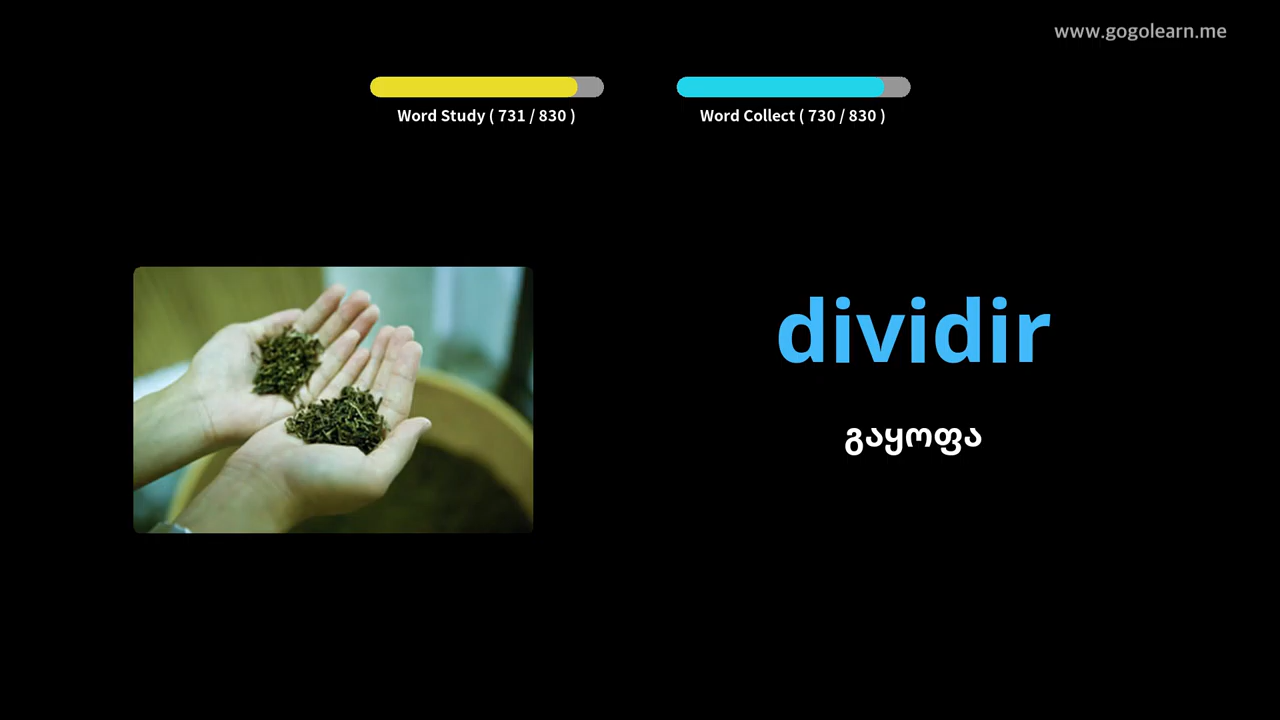 www.gogolearn.me
Word Study ( 731 / 830 )
Word Collect ( 730 / 830 )
dividir
გაყოფა